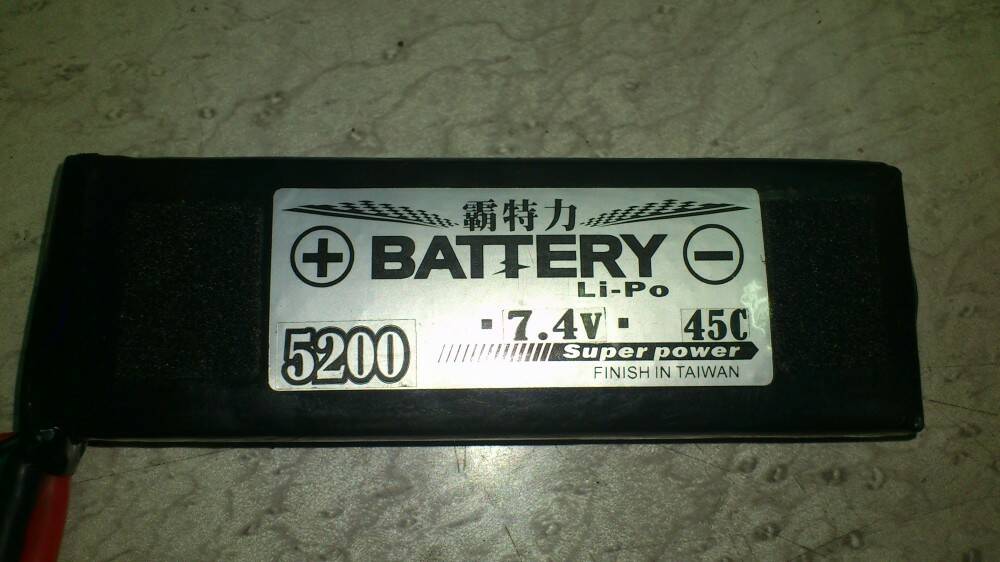 霸特力
+ BATTERY −
Li-Po
5200
▪ 7.4V ▪ 45C
Super power
FINISH IN TAIWAN